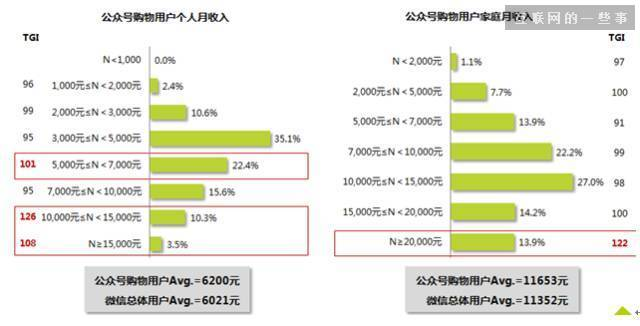 互联网的一些事
公众号购物用户个人月收入
TGI
N<1,000 0.0%
96 1,000元≤N<2,000元 2.4%
99 2,000元≤N<3,000元 10.6%
95 3,000元≤N<5,000元 35.1%
101 5,000元≤N<7,000元 22.4%
95 7,000元≤N<10,000元 15.6%
126 10,000元≤N<15,000元 10.3%
108 N≥15,000元 3.5%
公众号购物用户Avg.=6200元
微信总体用户Avg.=6021元
公众号购物用户家庭月收入
TGI
N<2,000元 1.1% 97
2,000元≤N<5,000元 7.7% 100
5,000元≤N<7,000元 13.9% 91
7,000元≤N<10,000元 22.2% 99
10,000元≤N<15,000元 27.0% 98
15,000元≤N<20,000元 14.2% 100
N≥20,000元 13.9% 122
公众号购物用户Avg.=11653元
微信总体用户Avg.=11352元